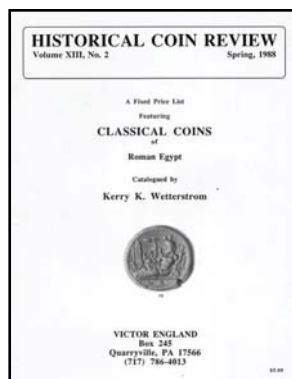 HISTORICAL COIN REVIEW
Volume XIII, No. 2 Spring, 1988
A Fixed Price List
Featuring
CLASSICAL COINS
of
Roman Egypt
Catalogued by
Kerry K. Wetterstrom
VICTOR ENGLAND
Box 245
Quarryville, PA 17566
(717) 786-4013